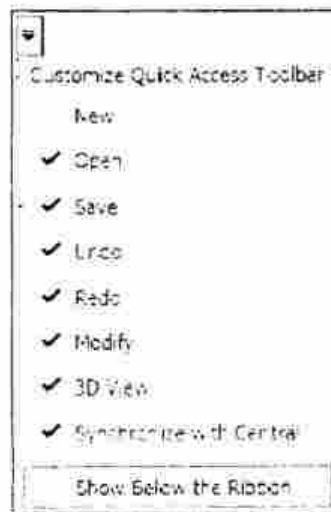 Customize Quick Access Toolbar
New
Open
Save
Undo
Redo
Modify
3D View
Synchronize with Central
Show Below the Ribbon